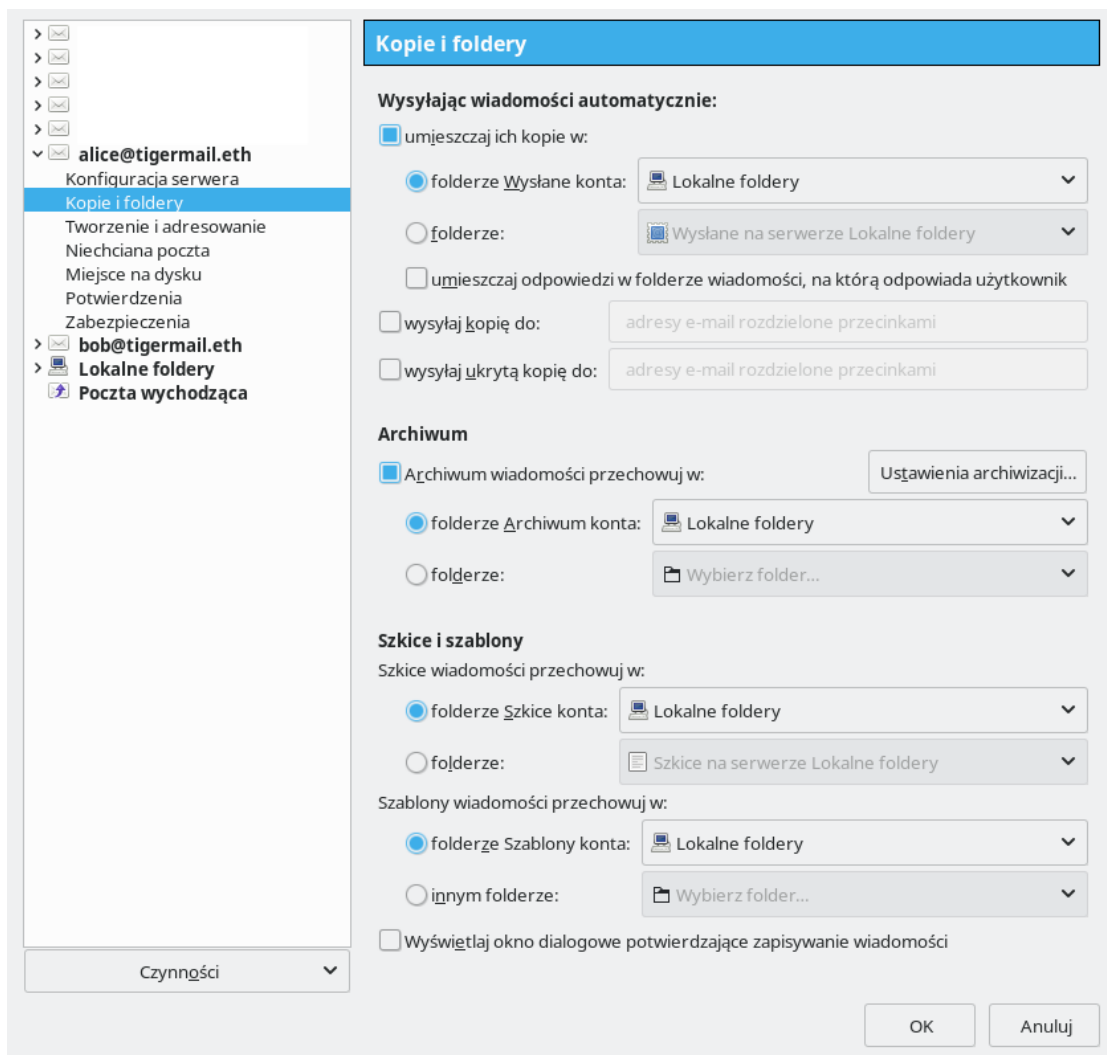 alice@tigermail.eth
Konfiguracja serwera
Kopie i foldery
Tworzenie i adresowanie
Niechciana poczta
Miejsce na dysku
Potwierdzenia
Zabezpieczenia
bob@tigermail.eth
Lokalne foldery
Poczta wychodząca
Czynności
Kopie i foldery
Wysyłając wiadomości automatycznie:
umieszczaj ich kopie w:
folderze Wysłane konta: Lokalne foldery
folderze: Wysłane na serwerze Lokalne foldery
umieszczaj odpowiedzi w folderze wiadomości, na którą odpowiada użytkownik
wysyłaj kopię do: adresy e-mail rozdzielone przecinkami
wysyłaj ukrytą kopię do: adresy e-mail rozdzielone przecinkami
Archiwum
Archiwum wiadomości przechowuj w: Ustawienia archiwizacji...
folderze Archiwum konta: Lokalne foldery
folderze: Wybierz folder...
Szkice i szablony
Szkice wiadomości przechowuj w:
folderze Szkice konta: Lokalne foldery
folderze: Szkice na serwerze Lokalne foldery
Szablony wiadomości przechowuj w:
folderze Szablony konta: Lokalne foldery
innym folderze: Wybierz folder...
Wyświetlaj okno dialogowe potwierdzające zapisywanie wiadomości
OK Anuluj